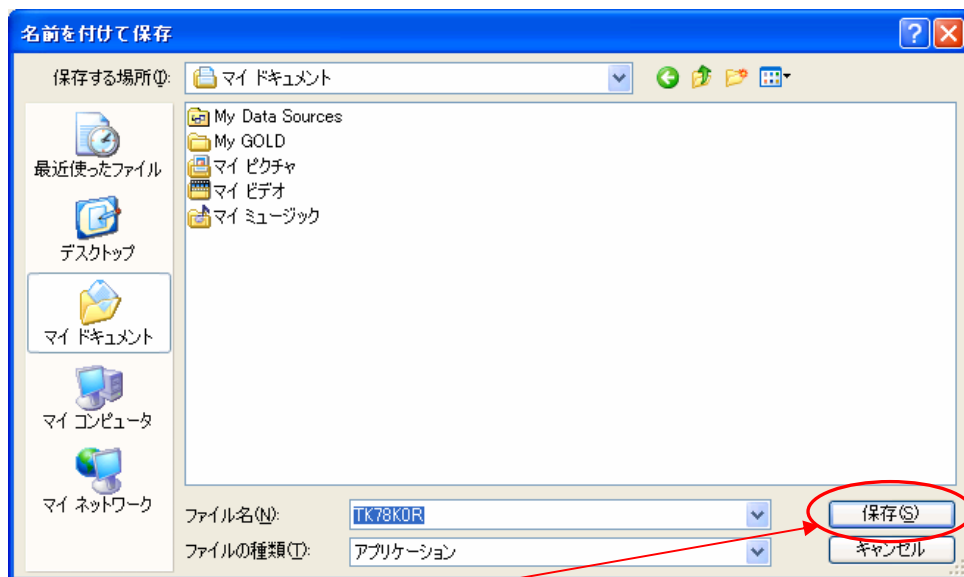 名前を付けて保存
保存する場所(I):
マイ ドキュメント
最近使ったファイル
デスクトップ
マイ ドキュメント
マイ コンピュータ
マイ ネットワーク
My Data Sources
My GOLD
マイ ピクチャ
マイ ビデオ
マイ ミュージック
ファイル名(N):
TK78K0R
保存(S)
ファイルの種類(T):
アプリケーション
キャンセル